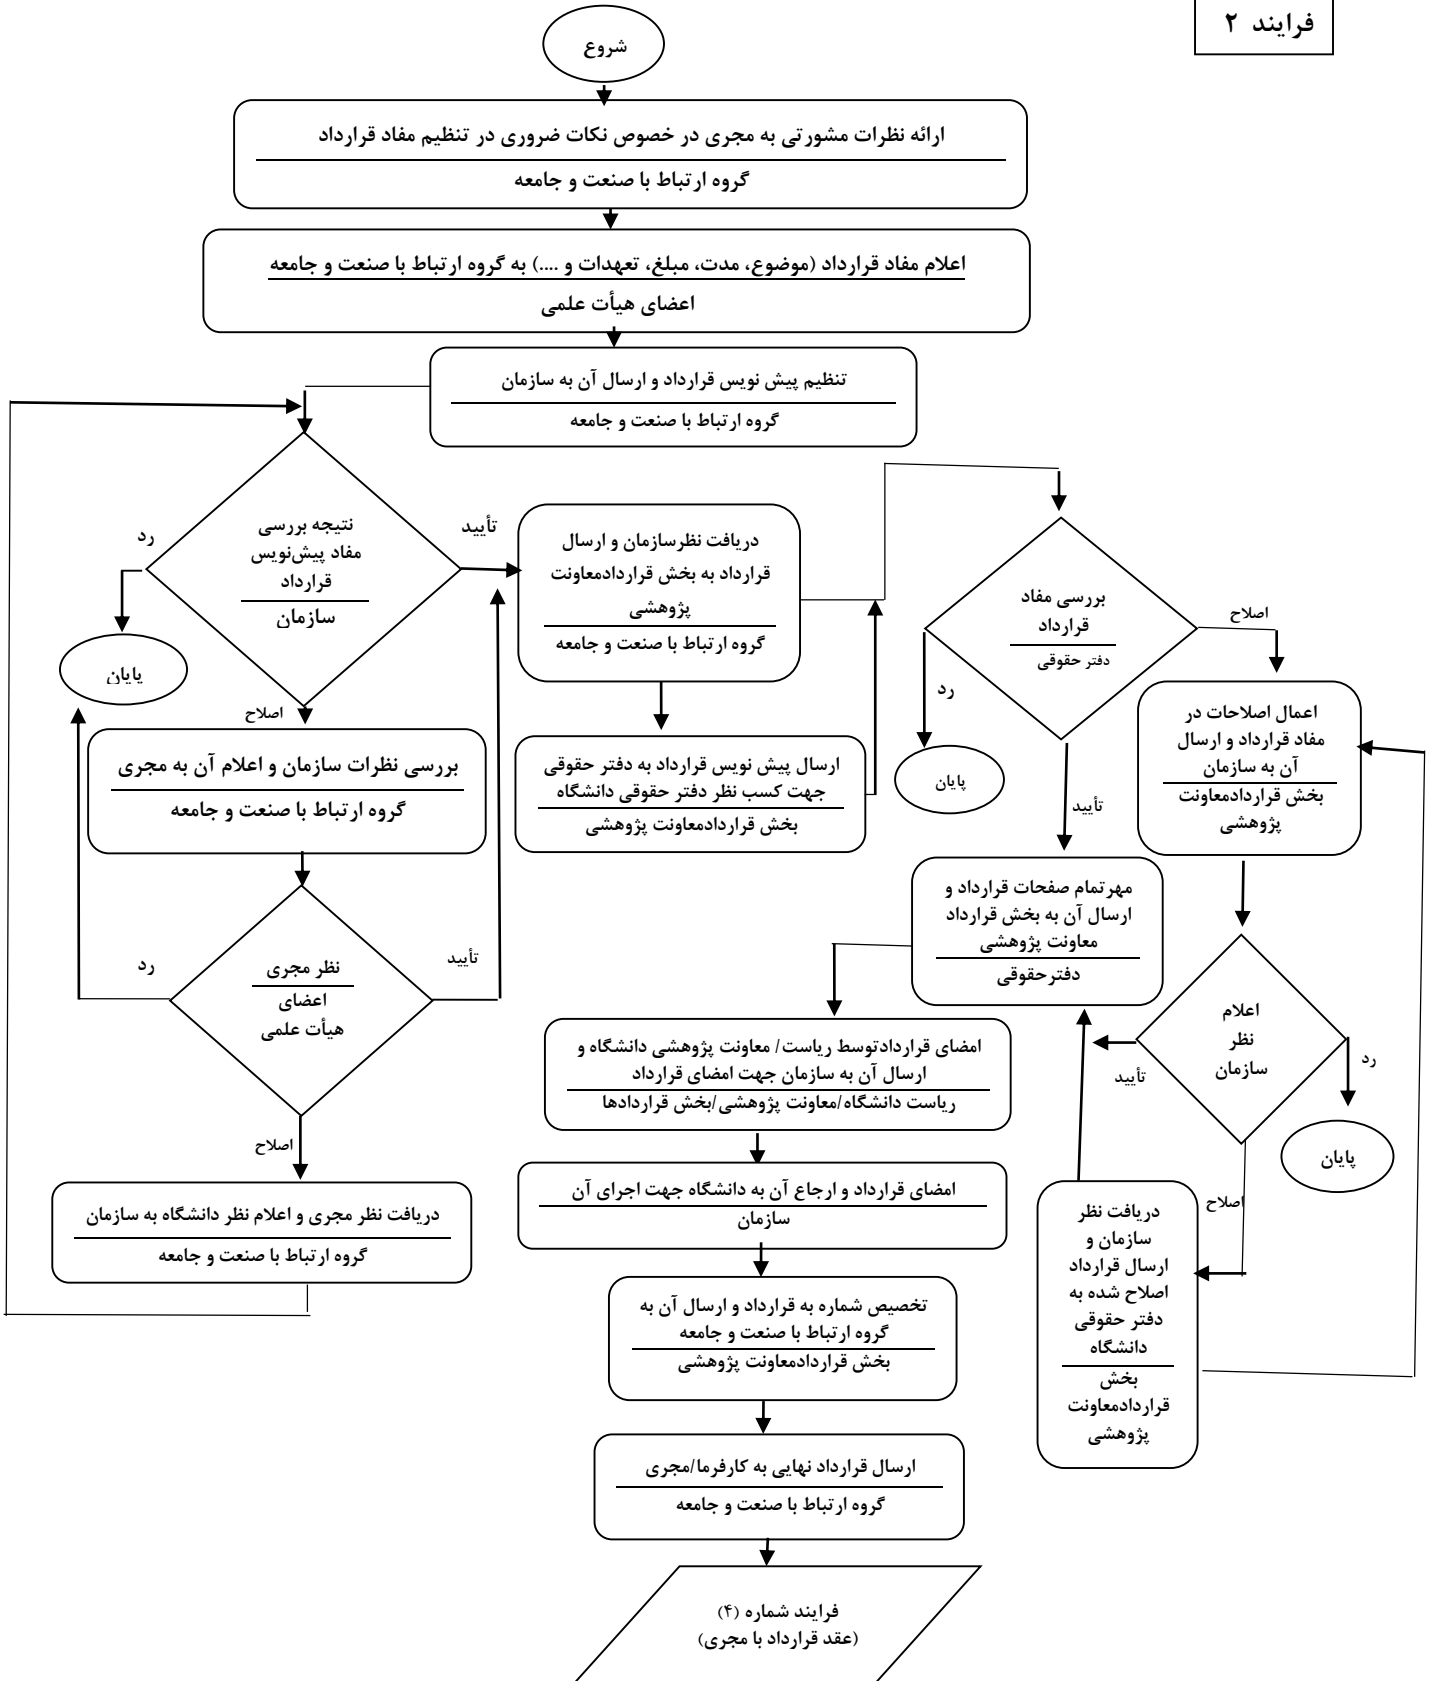 فرایند ۲
شروع
ارائه نظرات مشورتی به مجری در خصوص نکات ضروری در تنظیم مفاد قرارداد
گروه ارتباط با صنعت و جامعه
اعلام مفاد قرارداد (موضوع، مدت، مبلغ، تعهدات و ....) به گروه ارتباط با صنعت و جامعه
اعضای هیأت علمی
تنظیم پیش نویس قرارداد و ارسال آن به سازمان
گروه ارتباط با صنعت و جامعه
نتیجه بررسی
مفاد پیش‌نویس
قرارداد
سازمان
رد
تأیید
پایان
اصلاح
دریافت نظرسازمان و ارسال
قرارداد به بخش قراردادمعاونت
پژوهشی
گروه ارتباط با صنعت و جامعه
ارسال پیش نویس قرارداد به دفتر حقوقی
جهت کسب نظر دفتر حقوقی دانشگاه
بخش قراردادمعاونت پژوهشی
بررسی نظرات سازمان و اعلام آن به مجری
گروه ارتباط با صنعت و جامعه
نظر مجری
اعضای
هیأت علمی
رد
تأیید
اصلاح
دریافت نظر مجری و اعلام نظر دانشگاه به سازمان
گروه ارتباط با صنعت و جامعه
بررسی مفاد
قرارداد
دفتر حقوقی
اصلاح
رد
پایان
تأیید
اعمال اصلاحات در
مفاد قرارداد و ارسال
آن به سازمان
بخش قراردادمعاونت
پژوهشی
مهرتمام صفحات قرارداد و
ارسال آن به بخش قرارداد
معاونت پژوهشی
دفترحقوقی
اعلام
نظر
سازمان
رد
تأیید
پایان
اصلاح
دریافت نظر
سازمان و
ارسال قرارداد
اصلاح شده به
دفتر حقوقی
دانشگاه
بخش
قراردادمعاونت
پژوهشی
امضای قراردادتوسط ریاست/ معاونت پژوهشی دانشگاه و
ارسال آن به سازمان جهت امضای قرارداد
ریاست دانشگاه/معاونت پژوهشی/بخش قراردادها
امضای قرارداد و ارجاع آن به دانشگاه جهت اجرای آن
سازمان
تخصیص شماره به قرارداد و ارسال آن به
گروه ارتباط با صنعت و جامعه
بخش قراردادمعاونت پژوهشی
ارسال قرارداد نهایی به کارفرما/مجری
گروه ارتباط با صنعت و جامعه
فرایند شماره (۴)
(عقد قرارداد با مجری)